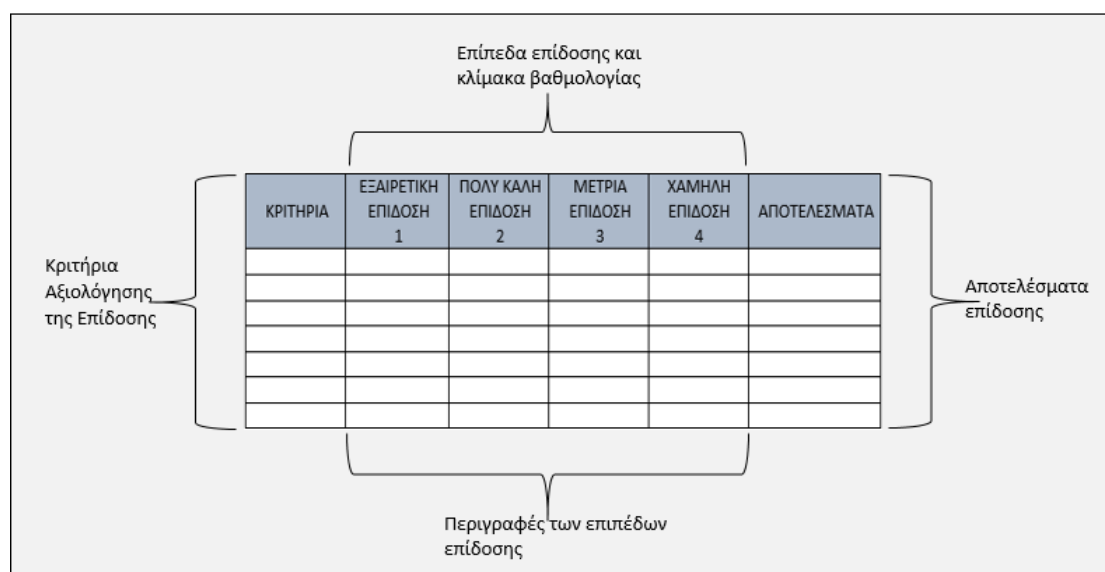 Επίπεδα επίδοσης και
κλίμακα βαθμολογίας
ΚΡΙΤΗΡΙΑ
ΕΞΑΙΡΕΤΙΚΗ
ΕΠΙΔΟΣΗ
1
ΠΟΛΥ ΚΑΛΗ
ΕΠΙΔΟΣΗ
2
ΜΕΤΡΙΑ
ΕΠΙΔΟΣΗ
3
ΧΑΜΗΛΗ
ΕΠΙΔΟΣΗ
4
ΑΠΟΤΕΛΕΣΜΑΤΑ
Κριτήρια
Αξιολόγησης
της Επίδοσης
Αποτελέσματα
επίδοσης
Περιγραφές των επιπέδων
επίδοσης